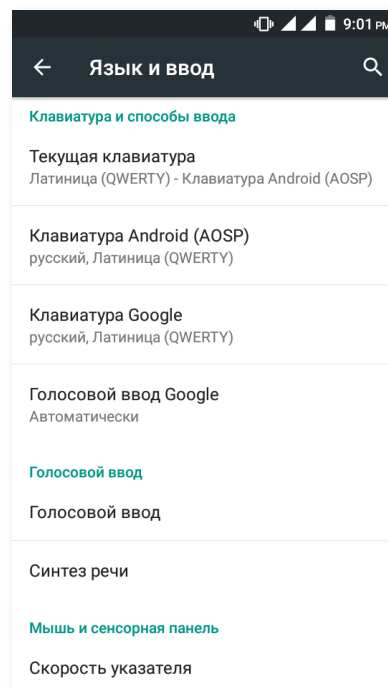 9:01 PM
Язык и ввод
Клавиатура и способы ввода
Текущая клавиатура
Латиница (QWERTY) - Клавиатура Android (AOSP)
Клавиатура Android (AOSP)
русский, Латиница (QWERTY)
Клавиатура Google
русский, Латиница (QWERTY)
Голосовой ввод Google
Автоматически
Голосовой ввод
Голосовой ввод
Синтез речи
Мышь и сенсорная панель
Скорость указателя